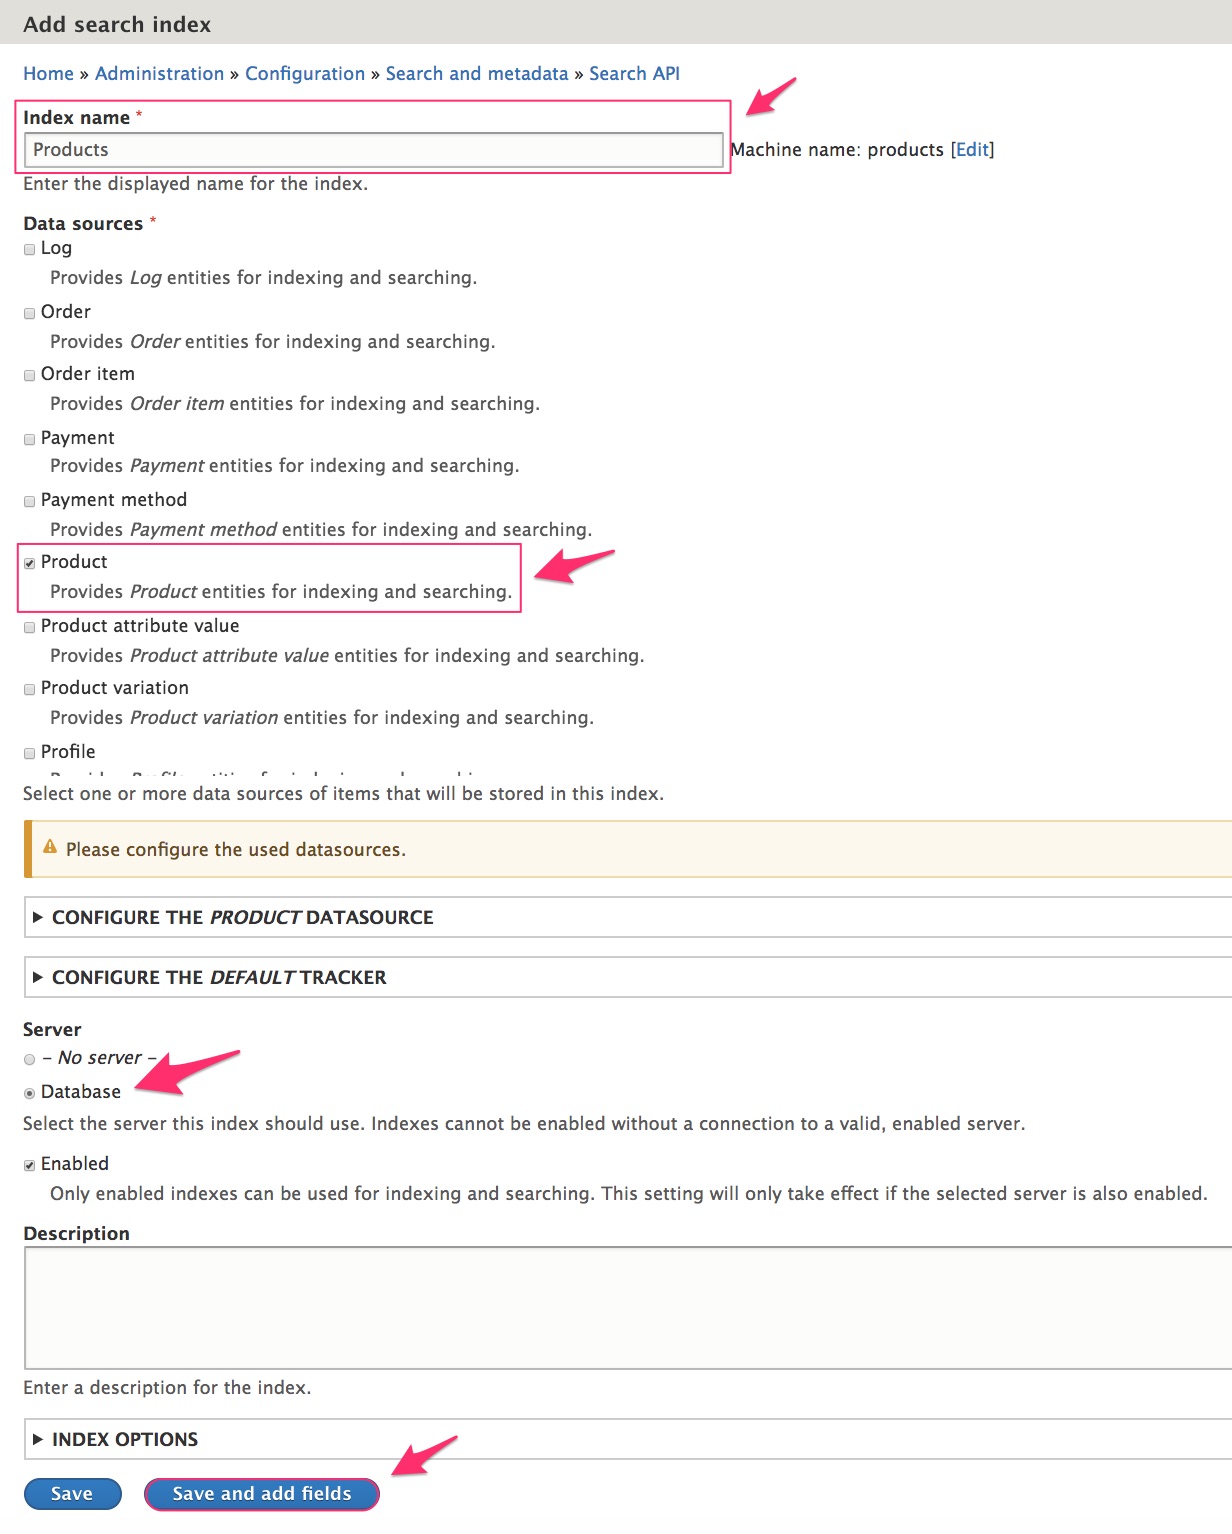 Add search index
Home » Administration » Configuration » Search and metadata » Search API
Index name *
Products
Machine name: products [Edit]
Enter the displayed name for the index.
Data sources *
Log
Provides Log entities for indexing and searching.
Order
Provides Order entities for indexing and searching.
Order item
Provides Order item entities for indexing and searching.
Payment
Provides Payment entities for indexing and searching.
Payment method
Provides Payment method entities for indexing and searching.
Product
Provides Product entities for indexing and searching.
Product attribute value
Provides Product attribute value entities for indexing and searching.
Product variation
Provides Product variation entities for indexing and searching.
Profile
Provides Profile entities for indexing and searching.
Select one or more data sources of items that will be stored in this index.
Please configure the used datasources.
CONFIGURE THE PRODUCT DATASOURCE
CONFIGURE THE DEFAULT TRACKER
Server
- No server -
Database
Select the server this index should use. Indexes cannot be enabled without a connection to a valid, enabled server.
Enabled
Only enabled indexes can be used for indexing and searching. This setting will only take effect if the selected server is also enabled.
Description
Enter a description for the index.
INDEX OPTIONS
Save
Save and add fields